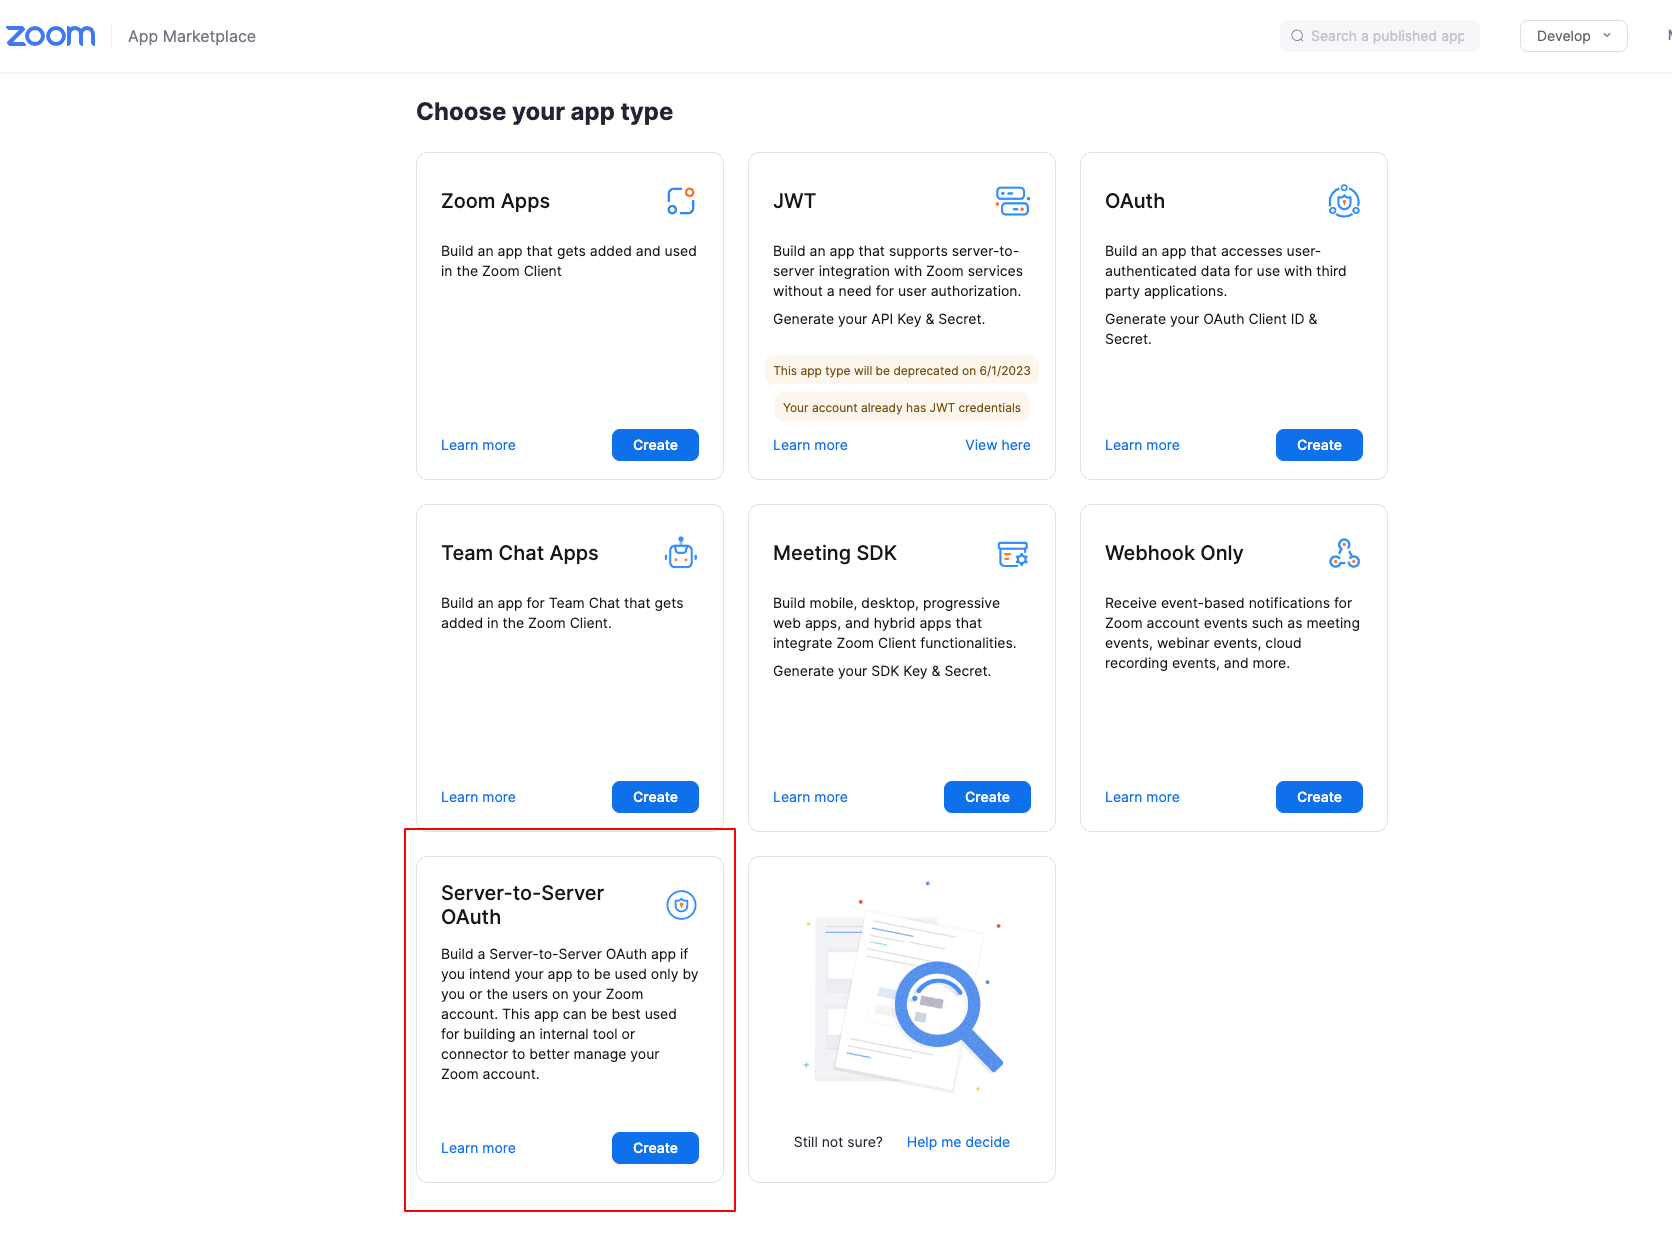 zoom App Marketplace Search a published app Develop
Choose your app type
Zoom Apps
Build an app that gets added and used
in the Zoom Client
Learn more Create
JWT
Build an app that supports server-to-
server integration with Zoom services
without a need for user authorization.
Generate your API Key & Secret.
This app type will be deprecated on 6/1/2023
Your account already has JWT credentials
Learn more View here
OAuth
Build an app that accesses user-
authenticated data for use with third
party applications.
Generate your OAuth Client ID &
Secret.
Learn more Create
Team Chat Apps
Build an app for Team Chat that gets
added in the Zoom Client.
Learn more Create
Meeting SDK
Build mobile, desktop, progressive
web apps, and hybrid apps that
integrate Zoom Client functionalities.
Generate your SDK Key & Secret.
Learn more Create
Webhook Only
Receive event-based notifications for
Zoom account events such as meeting
events, webinar events, cloud
recording events, and more.
Learn more Create
Server-to-Server
OAuth
Build a Server-to-Server OAuth app if
you intend your app to be used only by
you or the users on your Zoom
account. This app can be best used
for building an internal tool or
connector to better manage your
Zoom account.
Learn more Create
Still not sure? Help me decide